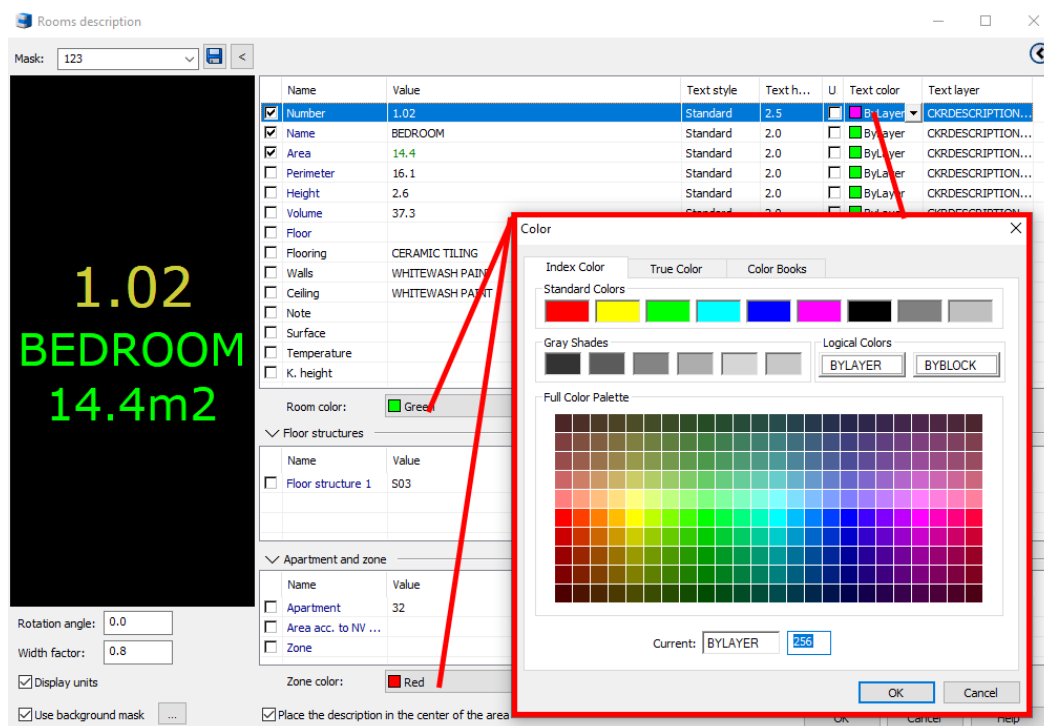 Rooms description
Mask: 123 <
Name Value Text style Text h... U Text color Text layer
Number 1.02 Standard 2.5 ByLayer CKRDESCRIPTION...
Name BEDROOM Standard 2.0 ByLayer CKRDESCRIPTION...
Area 14.4 Standard 2.0 ByLayer CKRDESCRIPTION...
Perimeter 16.1 Standard 2.0 ByLayer CKRDESCRIPTION...
Height 2.6 Standard 2.0 ByLayer CKRDESCRIPTION...
Volume 37.3
Floor
Flooring CERAMIC TILING
Walls WHITEWASH PAINT
Ceiling WHITEWASH PAINT
Note
Surface
Temperature
K. height
1.02
BEDROOM
14.4m2
Room color: Green
Floor structures
Name Value
Floor structure 1 S03
Apartment and zone
Name Value
Apartment 32
Area acc. to NV ...
Zone
Zone color: Red
Rotation angle: 0.0
Width factor: 0.8
Display units
Use background mask ...
Place the description in the center of the area
Color
Index Color True Color Color Books
Standard Colors
Gray Shades
Logical Colors
BYLAYER BYBLOCK
Full Color Palette
Current: BYLAYER 256
OK Cancel
OK Cancel Help